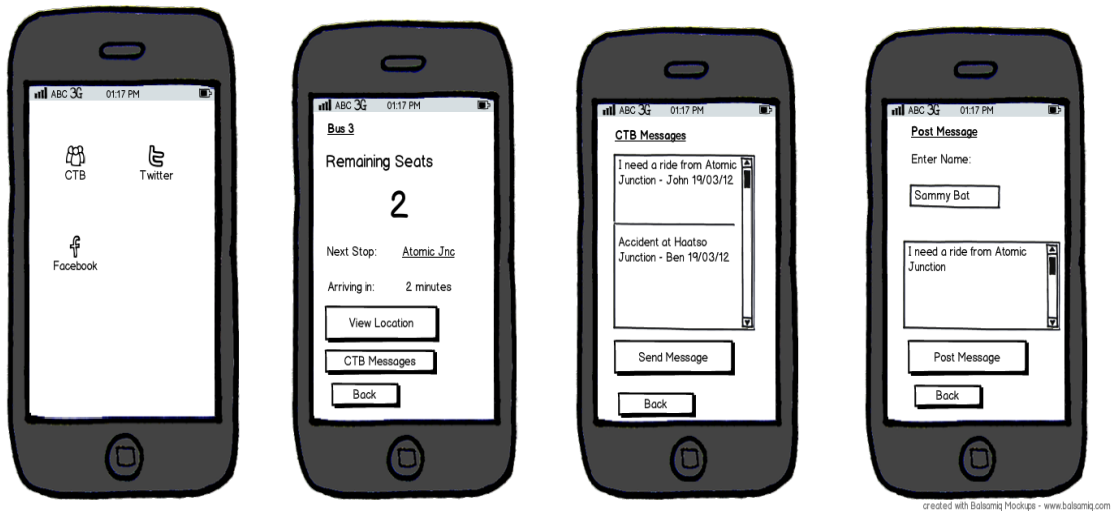 ABC 3G 01:17 PM
CTB
Twitter
Facebook
ABC 3G 01:17 PM
Bus 3
Remaining Seats
2
Next Stop: Atomic Jnc
Arriving in: 2 minutes
View Location
CTB Messages
Back
ABC 3G 01:17 PM
CTB Messages
I need a ride from Atomic
Junction - John 19/03/12
Accident at Haatso
Junction - Ben 19/03/12
Send Message
Back
ABC 3G 01:17 PM
Post Message
Enter Name:
Sammy Bat
I need a ride from Atomic
Junction
Post Message
Back
created with Balsamiq Mockups - www.balsamiq.com